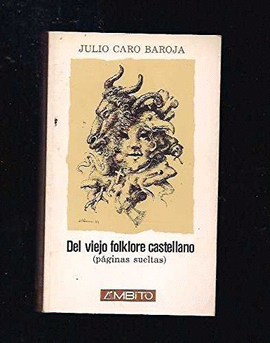 JULIO CARO BAROJA
Del viejo folklore castellano
(páginas sueltas)
ÁMBITO